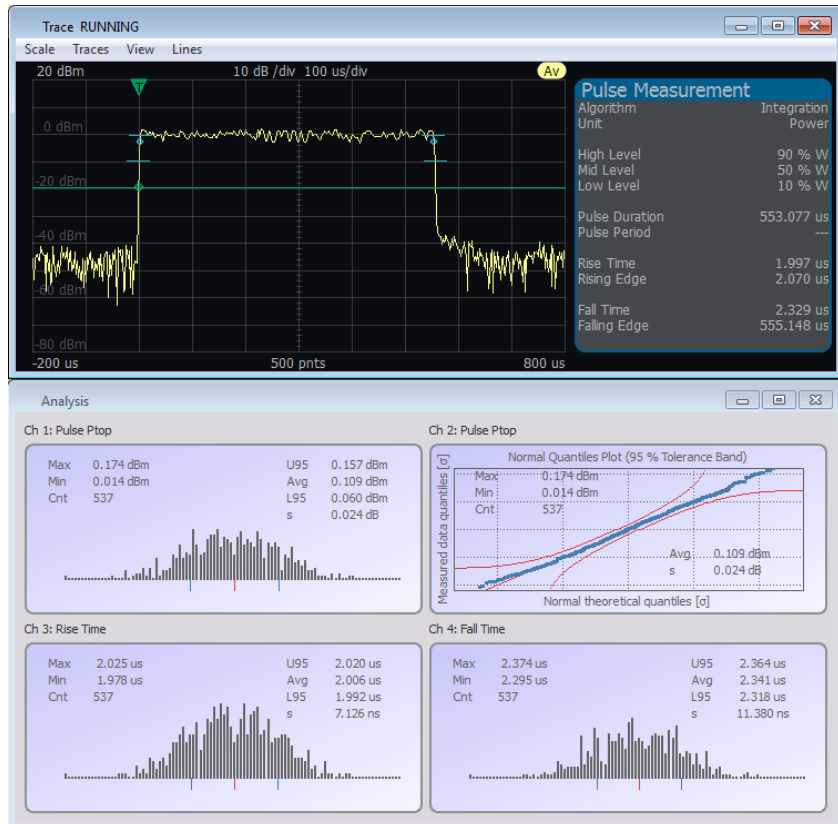 Trace RUNNING
Scale Traces View Lines
20 dBm 10 dB /div 100 us/div Av
T
0 dBm
-20 dBm
-40 dBm
-60 dBm
-80 dBm
-200 us 500 pnts 800 us
Pulse Measurement
Algorithm Integration
Unit Power
High Level 90 % W
Mid Level 50 % W
Low Level 10 % W
Pulse Duration 553.077 us
Pulse Period ---
Rise Time 1.997 us
Rising Edge 2.070 us
Fall Time 2.329 us
Falling Edge 555.148 us
Analysis
Ch 1: Pulse Ptop
Max 0.174 dBm U95 0.157 dBm
Min 0.014 dBm Avg 0.109 dBm
Cnt 537 L95 0.060 dBm
s 0.024 dB
Ch 2: Pulse Ptop
Normal Quantiles Plot (95 % Tolerance Band)
Measured data quantiles [σ]
Max 0.174 dBm
Min 0.014 dBm
Cnt 537
Avg 0.109 dBm
s 0.024 dB
Normal theoretical quantiles [σ]
Ch 3: Rise Time
Max 2.025 us U95 2.020 us
Min 1.978 us Avg 2.006 us
Cnt 537 L95 1.992 us
s 7.126 ns
Ch 4: Fall Time
Max 2.374 us U95 2.364 us
Min 2.295 us Avg 2.341 us
Cnt 537 L95 2.318 us
s 11.380 ns